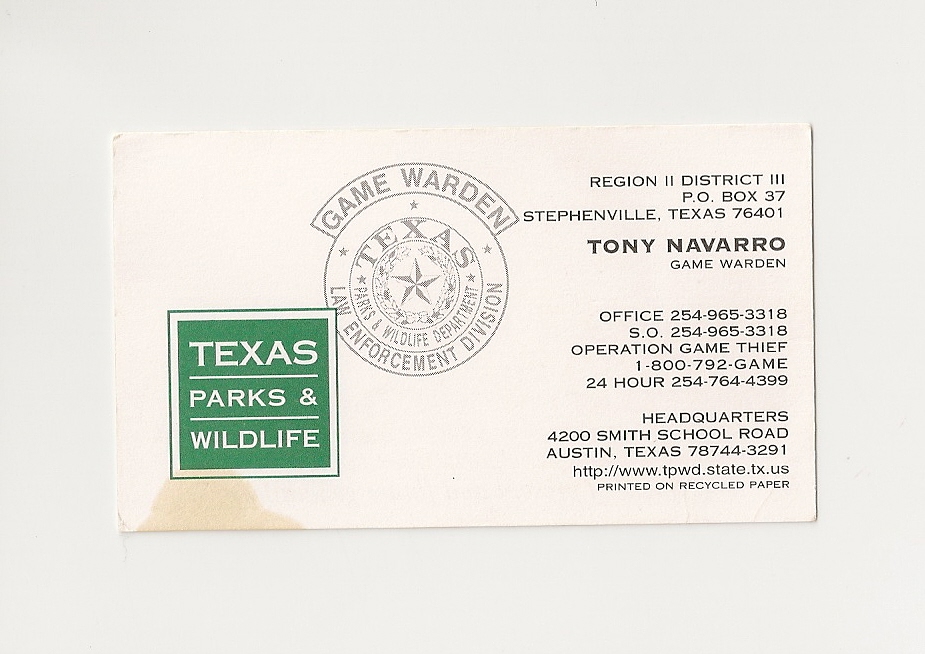 GAME WARDEN
TEXAS
PARKS & WILDLIFE DEPARTMENT
LAW ENFORCEMENT DIVISION
TEXAS
PARKS &
WILDLIFE
REGION II DISTRICT III
P.O. BOX 37
STEPHENVILLE, TEXAS 76401
TONY NAVARRO
GAME WARDEN
OFFICE 254-965-3318
S.O. 254-965-3318
OPERATION GAME THIEF
1-800-792-GAME
24 HOUR 254-764-4399
HEADQUARTERS
4200 SMITH SCHOOL ROAD
AUSTIN, TEXAS 78744-3291
http://www.tpwd.state.tx.us
PRINTED ON RECYCLED PAPER